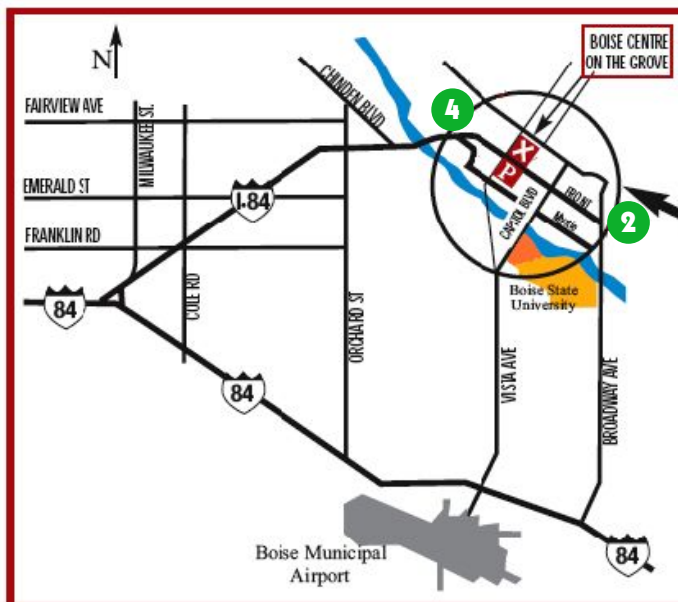 N
BOISE CENTRE
ON THE GROVE
CHINDEN BLVD
4
FAIRVIEW AVE
MILWAUKEE ST.
X
P
EMERALD ST
I-84
FRONT
CAPITOL BLVD
Myrtle
2
FRANKLIN RD
COLE RD
84
Boise State
University
ORCHARD ST
VISTA AVE
BROADWAY AVE
84
Boise Municipal
Airport
84